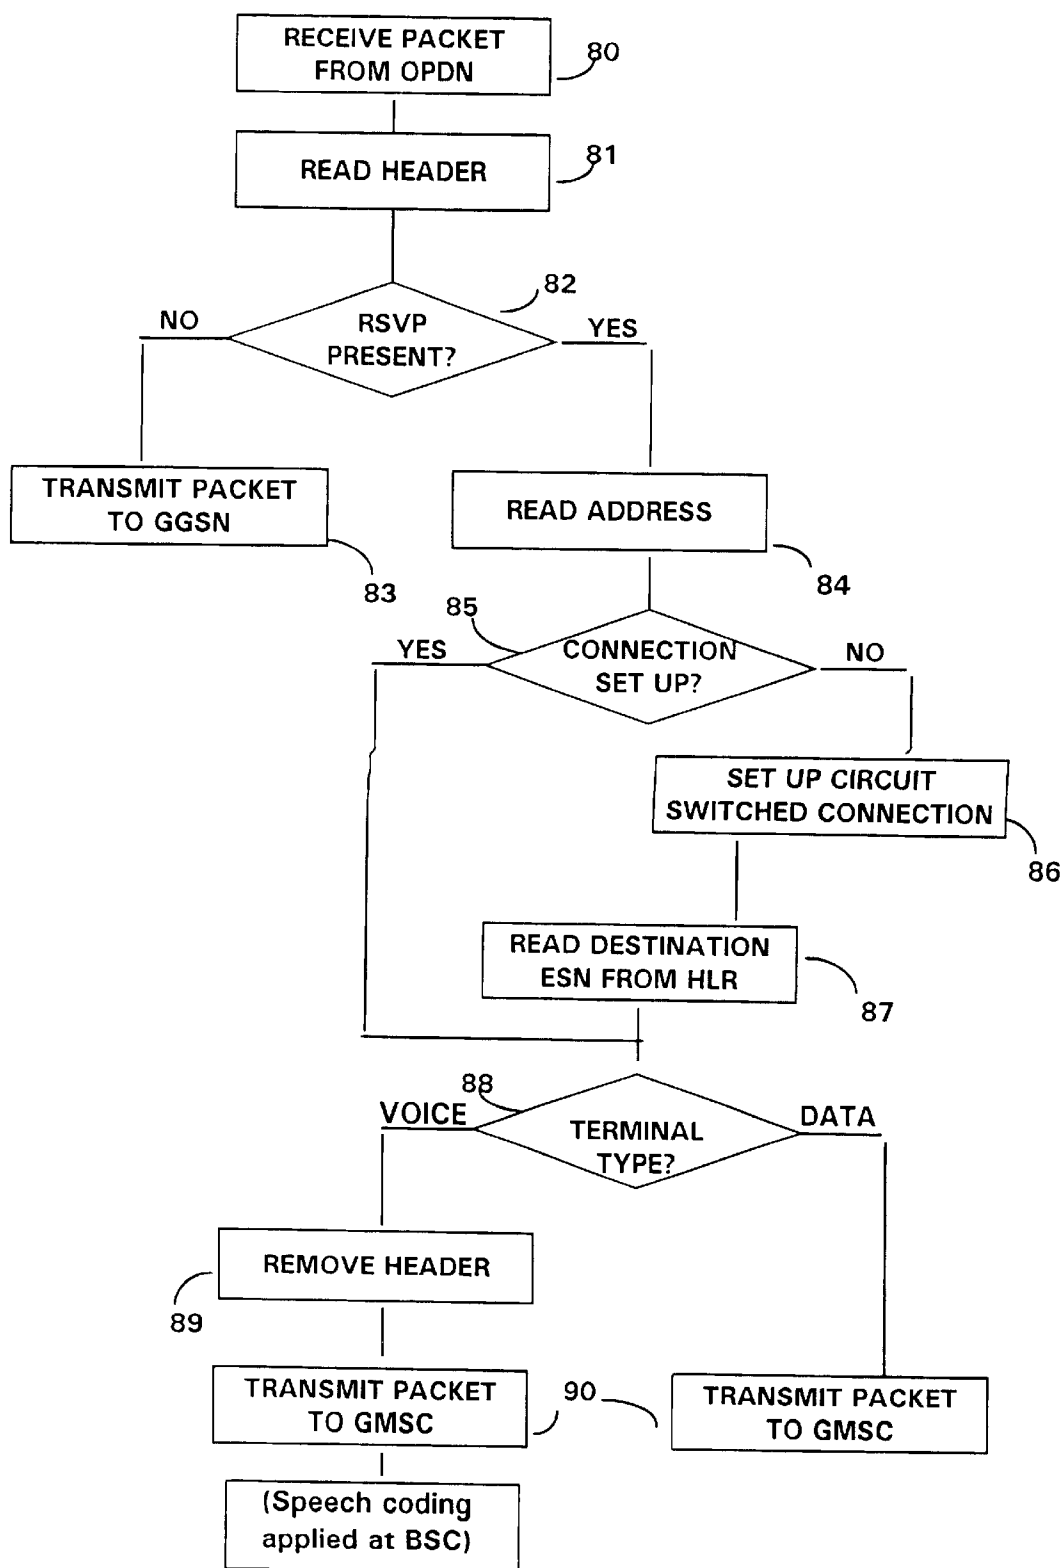 RECEIVE PACKET
FROM OPDN
80
READ HEADER
81
82
NO
RSVP
PRESENT?
YES
TRANSMIT PACKET
TO GGSN
83
READ ADDRESS
84
85
YES
CONNECTION
SET UP?
NO
SET UP CIRCUIT
SWITCHED CONNECTION
86
READ DESTINATION
ESN FROM HLR
87
88
VOICE
TERMINAL
TYPE?
DATA
REMOVE HEADER
89
TRANSMIT PACKET
TO GMSC
90
TRANSMIT PACKET
TO GMSC
(Speech coding
applied at BSC)